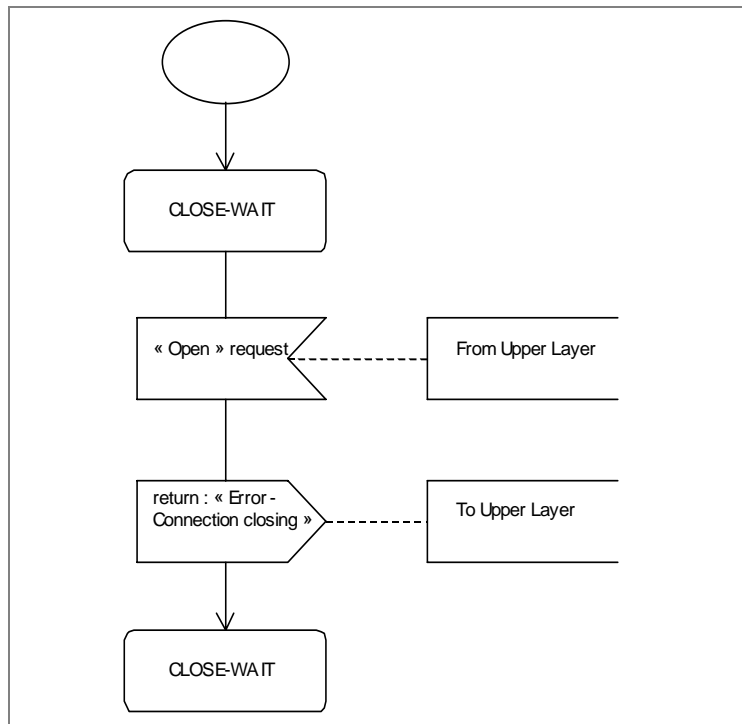 CLOSE-WAIT
« Open » request
From Upper Layer
return : « Error -
Connection closing »
To Upper Layer
CLOSE-WAIT